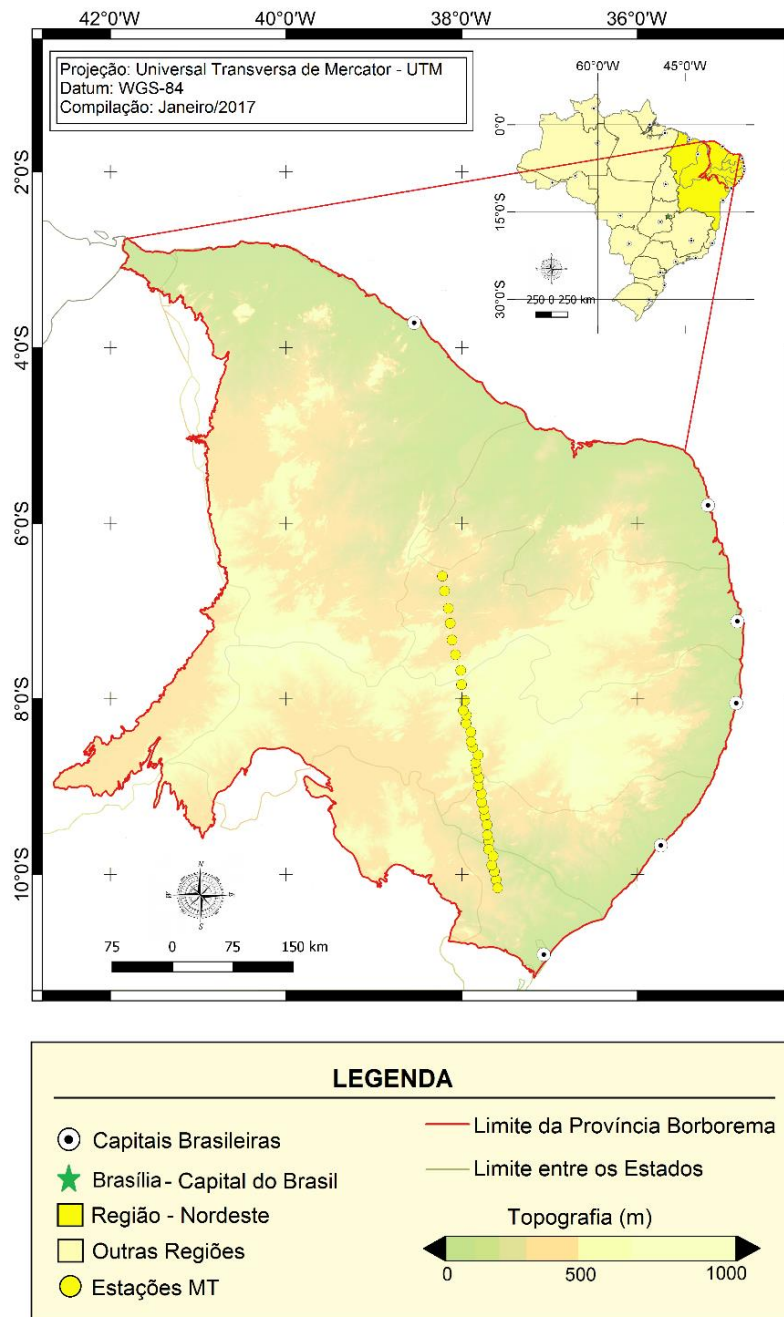 42°0'W 40°0'W 38°0'W 36°0'W
Projeção: Universal Transversa de Mercator - UTM
Datum: WGS-84
Compilação: Janeiro/2017
60°0'W 45°0'W
0°0'
15°0'S
30°0'S
250 0 250 km
2°0'S
4°0'S
6°0'S
8°0'S
10°0'S
N
S
75 0 75 150 km
LEGENDA
Capitais Brasileiras
Brasília - Capital do Brasil
Região - Nordeste
Outras Regiões
Estações MT
Limite da Província Borborema
Limite entre os Estados
Topografia (m)
0 500 1000